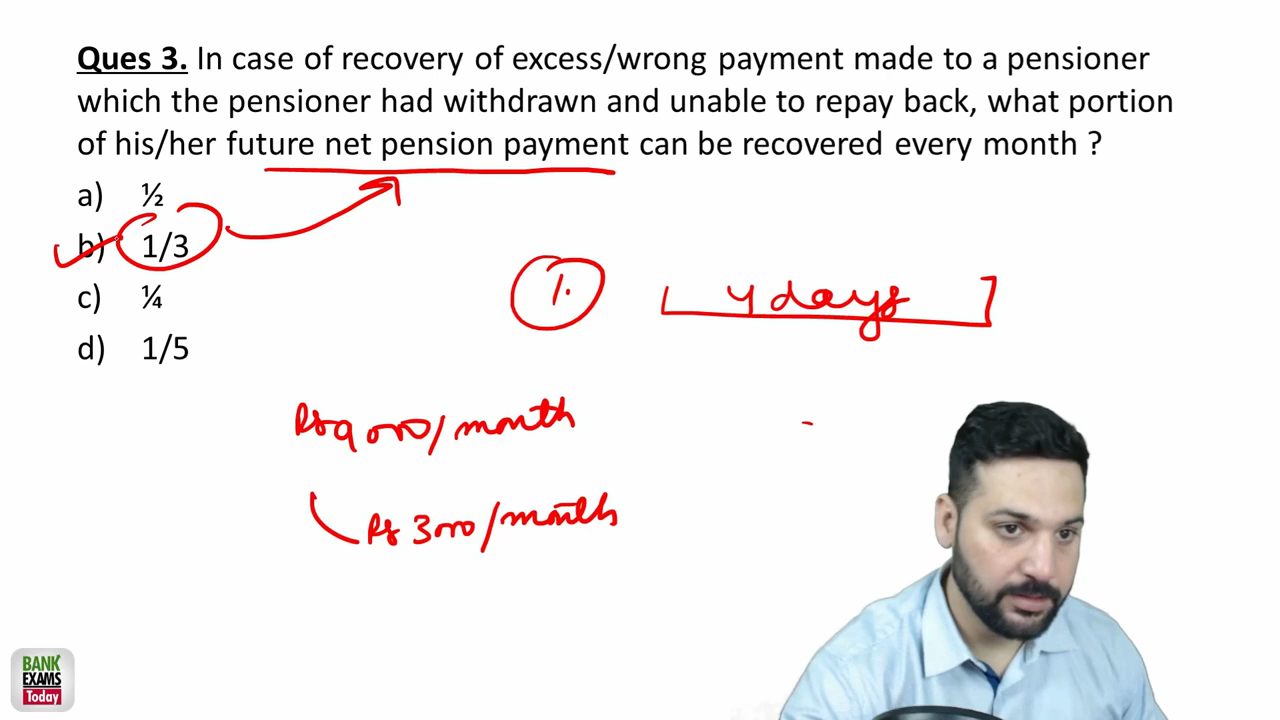 Ques 3. In case of recovery of excess/wrong payment made to a pensioner
which the pensioner had withdrawn and unable to repay back, what portion
of his/her future net pension payment can be recovered every month ?
a) ½
b) 1/3
c) ¼
d) 1/5
1. 4 days
Rs 9000/month
Rs 3000/month
BANK
EXAMS
Today